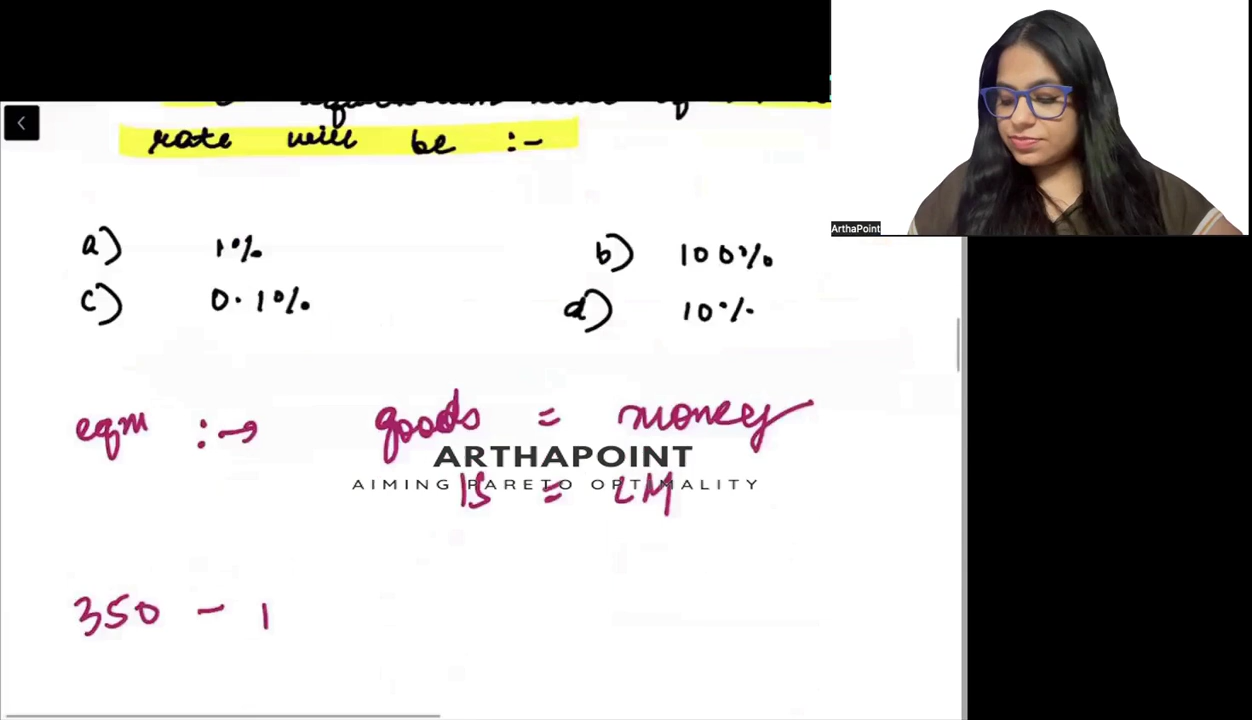 rate will be :-
a) 1%
b) 100%
c) 0.1%
d) 10%
eqm :→ goods = money
ARTHAPOINT
AIMING PARETO OPTIMALITY
IS = LM
350 - 1
ArthaPoint